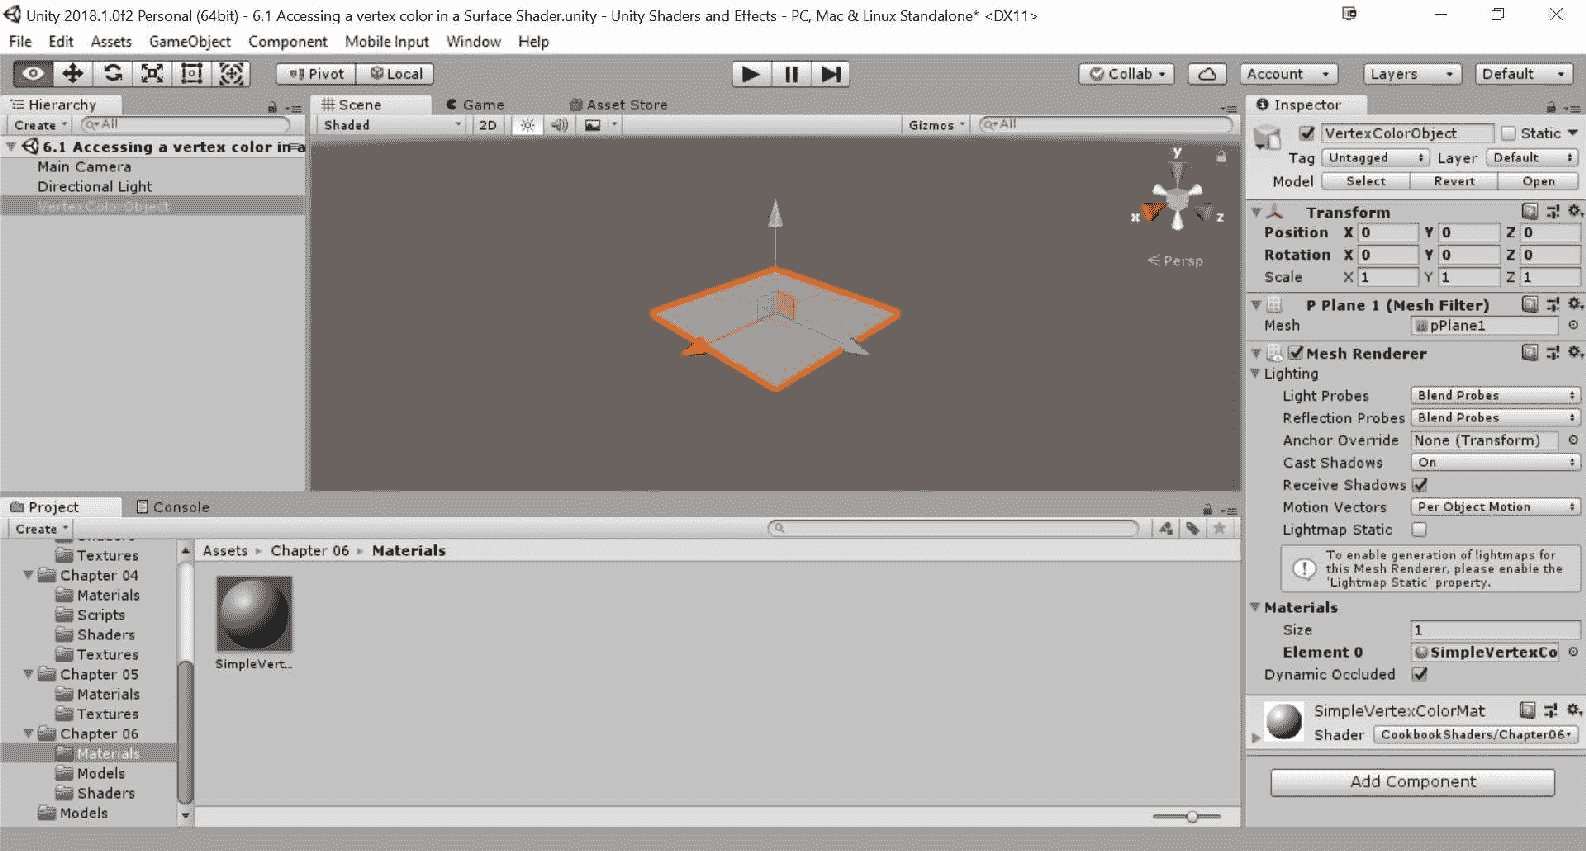 Unity 2018.1.0f2 Personal (64bit) - 6.1 Accessing a vertex color in a Surface Shader.unity - Unity Shaders and Effects - PC, Mac & Linux Standalone* <DX11>
File Edit Assets GameObject Component Mobile Input Window Help
Pivot Local Collab Account Layers Default
Hierarchy
Create All
6.1 Accessing a vertex color in a
Main Camera
Directional Light
VertexColorObject
Scene Game Asset Store
Shaded 2D Gizmos All
y
x z
Persp
Inspector
VertexColorObject Static
Tag Untagged Layer Default
Model Select Revert Open
Transform
Position X 0 Y 0 Z 0
Rotation X 0 Y 0 Z 0
Scale X 1 Y 1 Z 1
P Plane 1 (Mesh Filter)
Mesh pPlane1
Mesh Renderer
Lighting
Light Probes Blend Probes
Reflection Probes Blend Probes
Anchor Override None (Transform)
Cast Shadows On
Receive Shadows
Motion Vectors Per Object Motion
Lightmap Static
To enable generation of lightmaps for
this Mesh Renderer, please enable the
'Lightmap Static' property.
Materials
Size 1
Element 0 SimpleVertexCo
Dynamic Occluded
SimpleVertexColorMat
Shader CookbookShaders/Chapter06
Add Component
Project Console
Create
Shaders
Textures
Chapter 04
Materials
Scripts
Shaders
Textures
Chapter 05
Materials
Textures
Chapter 06
Materials
Models
Shaders
Models
Assets Chapter 06 Materials
SimpleVert...